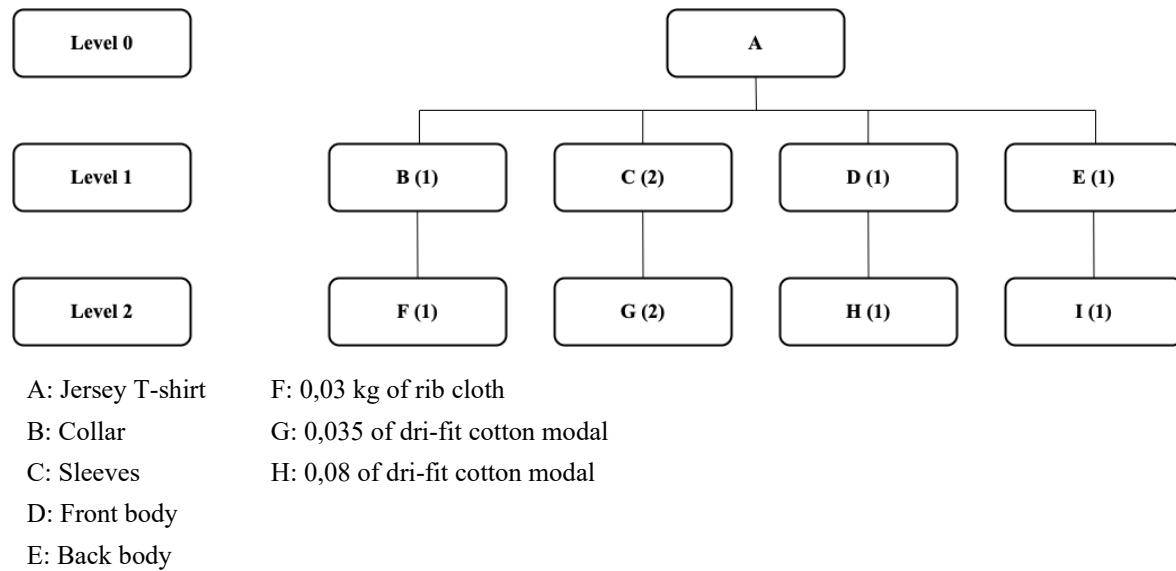 Level 0 A
Level 1 B (1) C (2) D (1) E (1)
Level 2 F (1) G (2) H (1) I (1)
A: Jersey T-shirt F: 0,03 kg of rib cloth
B: Collar G: 0,035 of dri-fit cotton modal
C: Sleeves H: 0,08 of dri-fit cotton modal
D: Front body
E: Back body